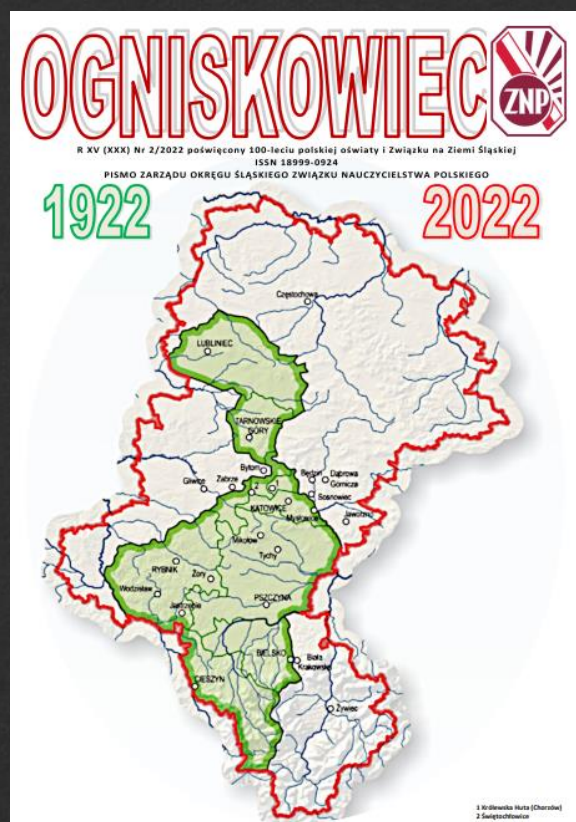 OGNISKOWIEC
ZNP
R XV (XXX) Nr 2/2022 poświęcony 100-leciu polskiej oświaty i Związku na Ziemi Śląskiej
ISSN 18999-0924
PISMO ZARZĄDU OKRĘGU ŚLĄSKIEGO ZWIĄZKU NAUCZYCIELSTWA POLSKIEGO
1922 2022
Częstochowa
LUBLINIEC
TARNOWSKIE
GÓRY
Bytom
Będzin
Dąbrowa
Górnicza
Gliwice
Zabrze
2
1
Sosnowiec
KATOWICE
Mysłowice
Jaworzno
Mikołów
Tychy
RYBNIK
Żory
Wodzisław
Jastrzębie
PSZCZYNA
BIELSKO
Biała
Krakowska
CIESZYN
Żywiec
1 Królewska Huta (Chorzów)
2 Świętochłowice